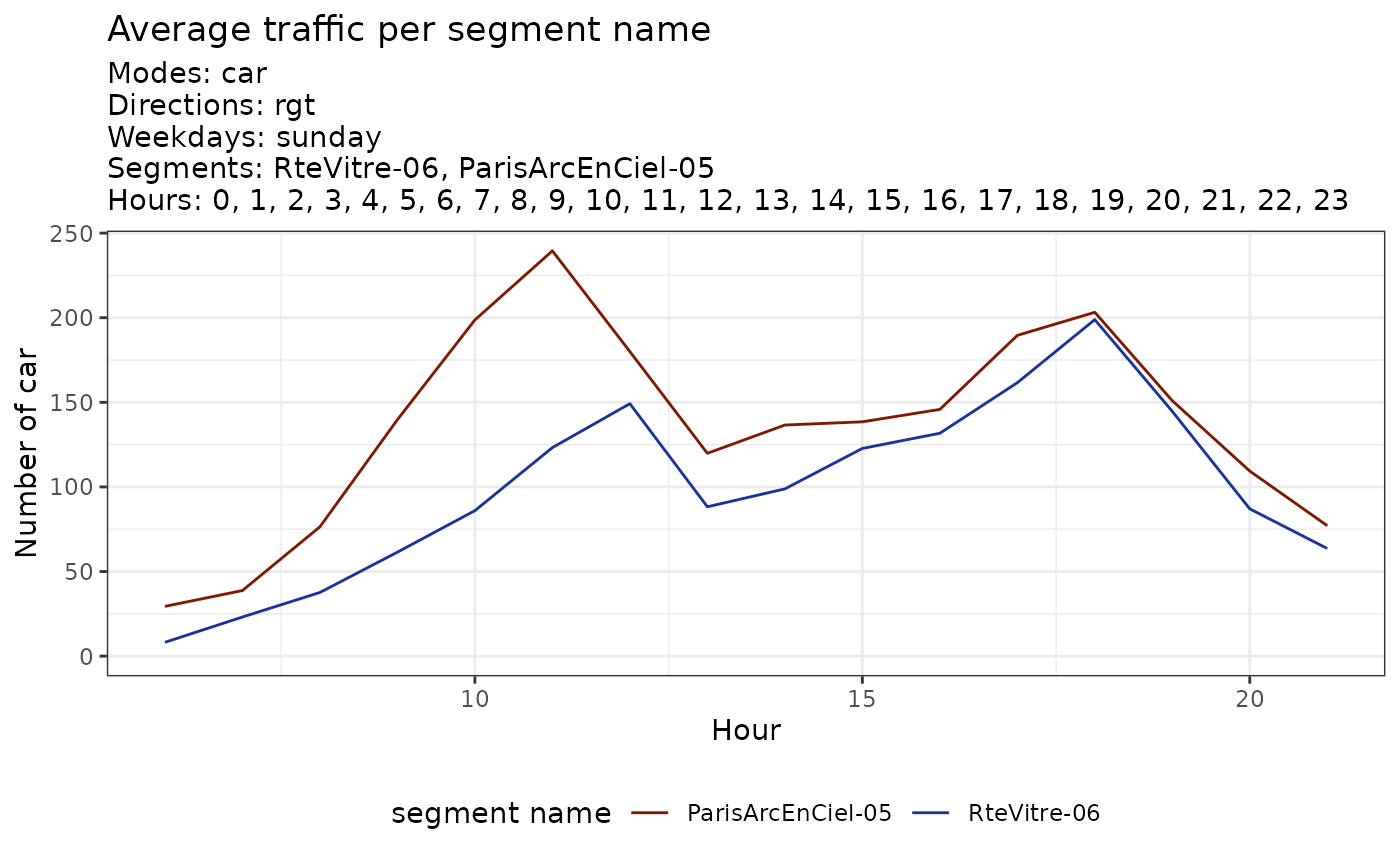 Average traffic per segment name
Modes: car
Directions: rgt
Weekdays: sunday
Segments: RteVitre-06, ParisArcEnCiel-05
Hours: 0, 1, 2, 3, 4, 5, 6, 7, 8, 9, 10, 11, 12, 13, 14, 15, 16, 17, 18, 19, 20, 21, 22, 23
250
200
150
100
50
0
Number of car
10 15 20
Hour
segment name ParisArcEnCiel-05 RteVitre-06